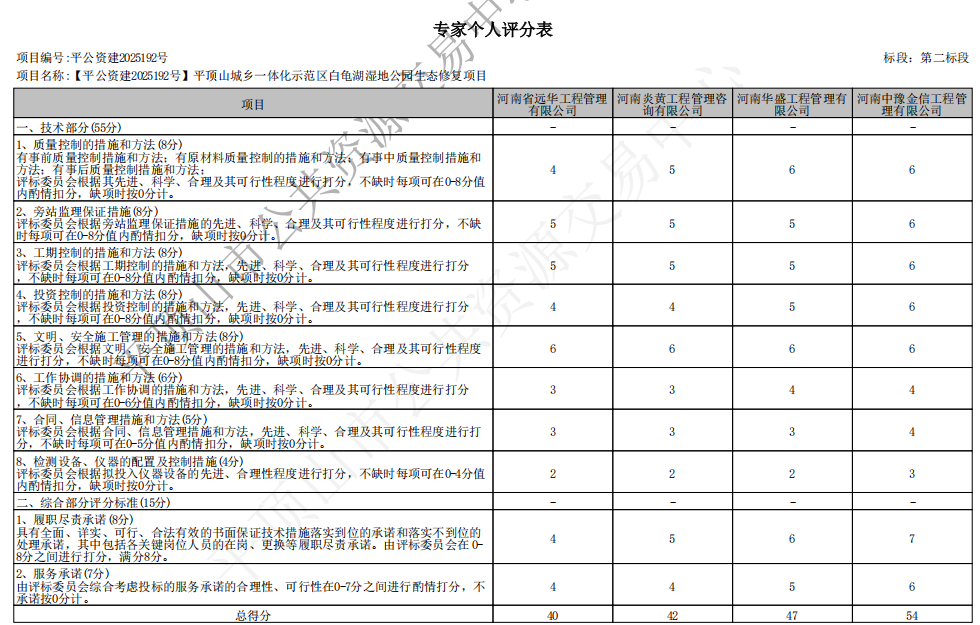 专家个人评分表
项目编号:平公资建2025192号
标段: 第二标段
项目名称:【平公资建2025192号】平顶山城乡一体化示范区白龟湖湿地公园生态修复项目
项目
河南省远华工程管理
有限公司
河南炎黄工程管理咨
询有限公司
河南华盛工程管理有
限公司
河南中豫金信工程管
理有限公司
一、技术部分(55分) - - - -
1、质量控制的措施和方法(8分)
有事前质量控制措施和方法; 有原材料质量控制的措施和方法; 有事中质量控制措施和
方法; 有事后质量控制措施和方法;
评标委员会根据其先进、科学、合理及其可行性程度进行打分, 不缺时每项可在0-8分值
内酌情扣分, 缺项时按0分计。
4 5 6 6
2、旁站监理保证措施(8分)
评标委员会根据旁站监理保证措施的先进、科学、合理及其可行性程度进行打分, 不缺
时每项可在0-8分值内酌情扣分, 缺项时按0分计。
5 5 5 6
3、工期控制的措施和方法(8分)
评标委员会根据工期控制的措施和方法, 先进、科学、合理及其可行性程度进行打分
, 不缺时每项可在0-8分值内酌情扣分, 缺项时按0分计。
5 5 5 6
4、投资控制的措施和方法(8分)
评标委员会根据投资控制的措施和方法, 先进、科学、合理及其可行性程度进行打分
, 不缺时每项可在0-8分值内酌情扣分, 缺项时按0分计。
4 4 5 6
5、文明、安全施工管理的措施和方法(8分)
评标委员会根据文明、安全施工管理的措施和方法, 先进、科学、合理及其可行性程度
进行打分, 不缺时每项可在0-8分值内酌情扣分, 缺项时按0分计。
6 6 6 6
6、工作协调的措施和方法(6分)
评标委员会根据工作协调的措施和方法, 先进、科学、合理及其可行性程度进行打分
, 不缺时每项可在0-6分值内酌情扣分, 缺项时按0分计。
3 3 4 4
7、合同、信息管理措施和方法(5分)
评标委员会根据合同、信息管理措施和方法, 先进、科学、合理及其可行性程度进行打
分, 不缺时每项可在0-5分值内酌情扣分, 缺项时按0分计。
3 3 3 4
8、检测设备、仪器的配置及控制措施(4分)
评标委员会根据拟投入仪器设备的先进、合理性程度进行打分, 不缺时每项可在0-4分值
内酌情扣分, 缺项时按0分计。
2 2 2 3
二、综合部分评分标准(15分) - - - -
1、履职尽责承诺(8分)
具有全面、详实、可行、合法有效的书面保证技术措施落实到位的承诺和落实不到位的
处理承诺, 其中包括各关键岗位人员的在岗、更换等履职尽责承诺。由评标委员会在0-
8分之间进行打分, 满分8分。
4 5 6 7
2、服务承诺(7分)
由评标委员会综合考虑投标的服务承诺的合理性、可行性在0-7分之间进行酌情打分, 不
承诺按0分计。
4 4 5 6
总得分 40 42 47 54
平顶山市公共资源交易中
平顶山市公共资源交易中心